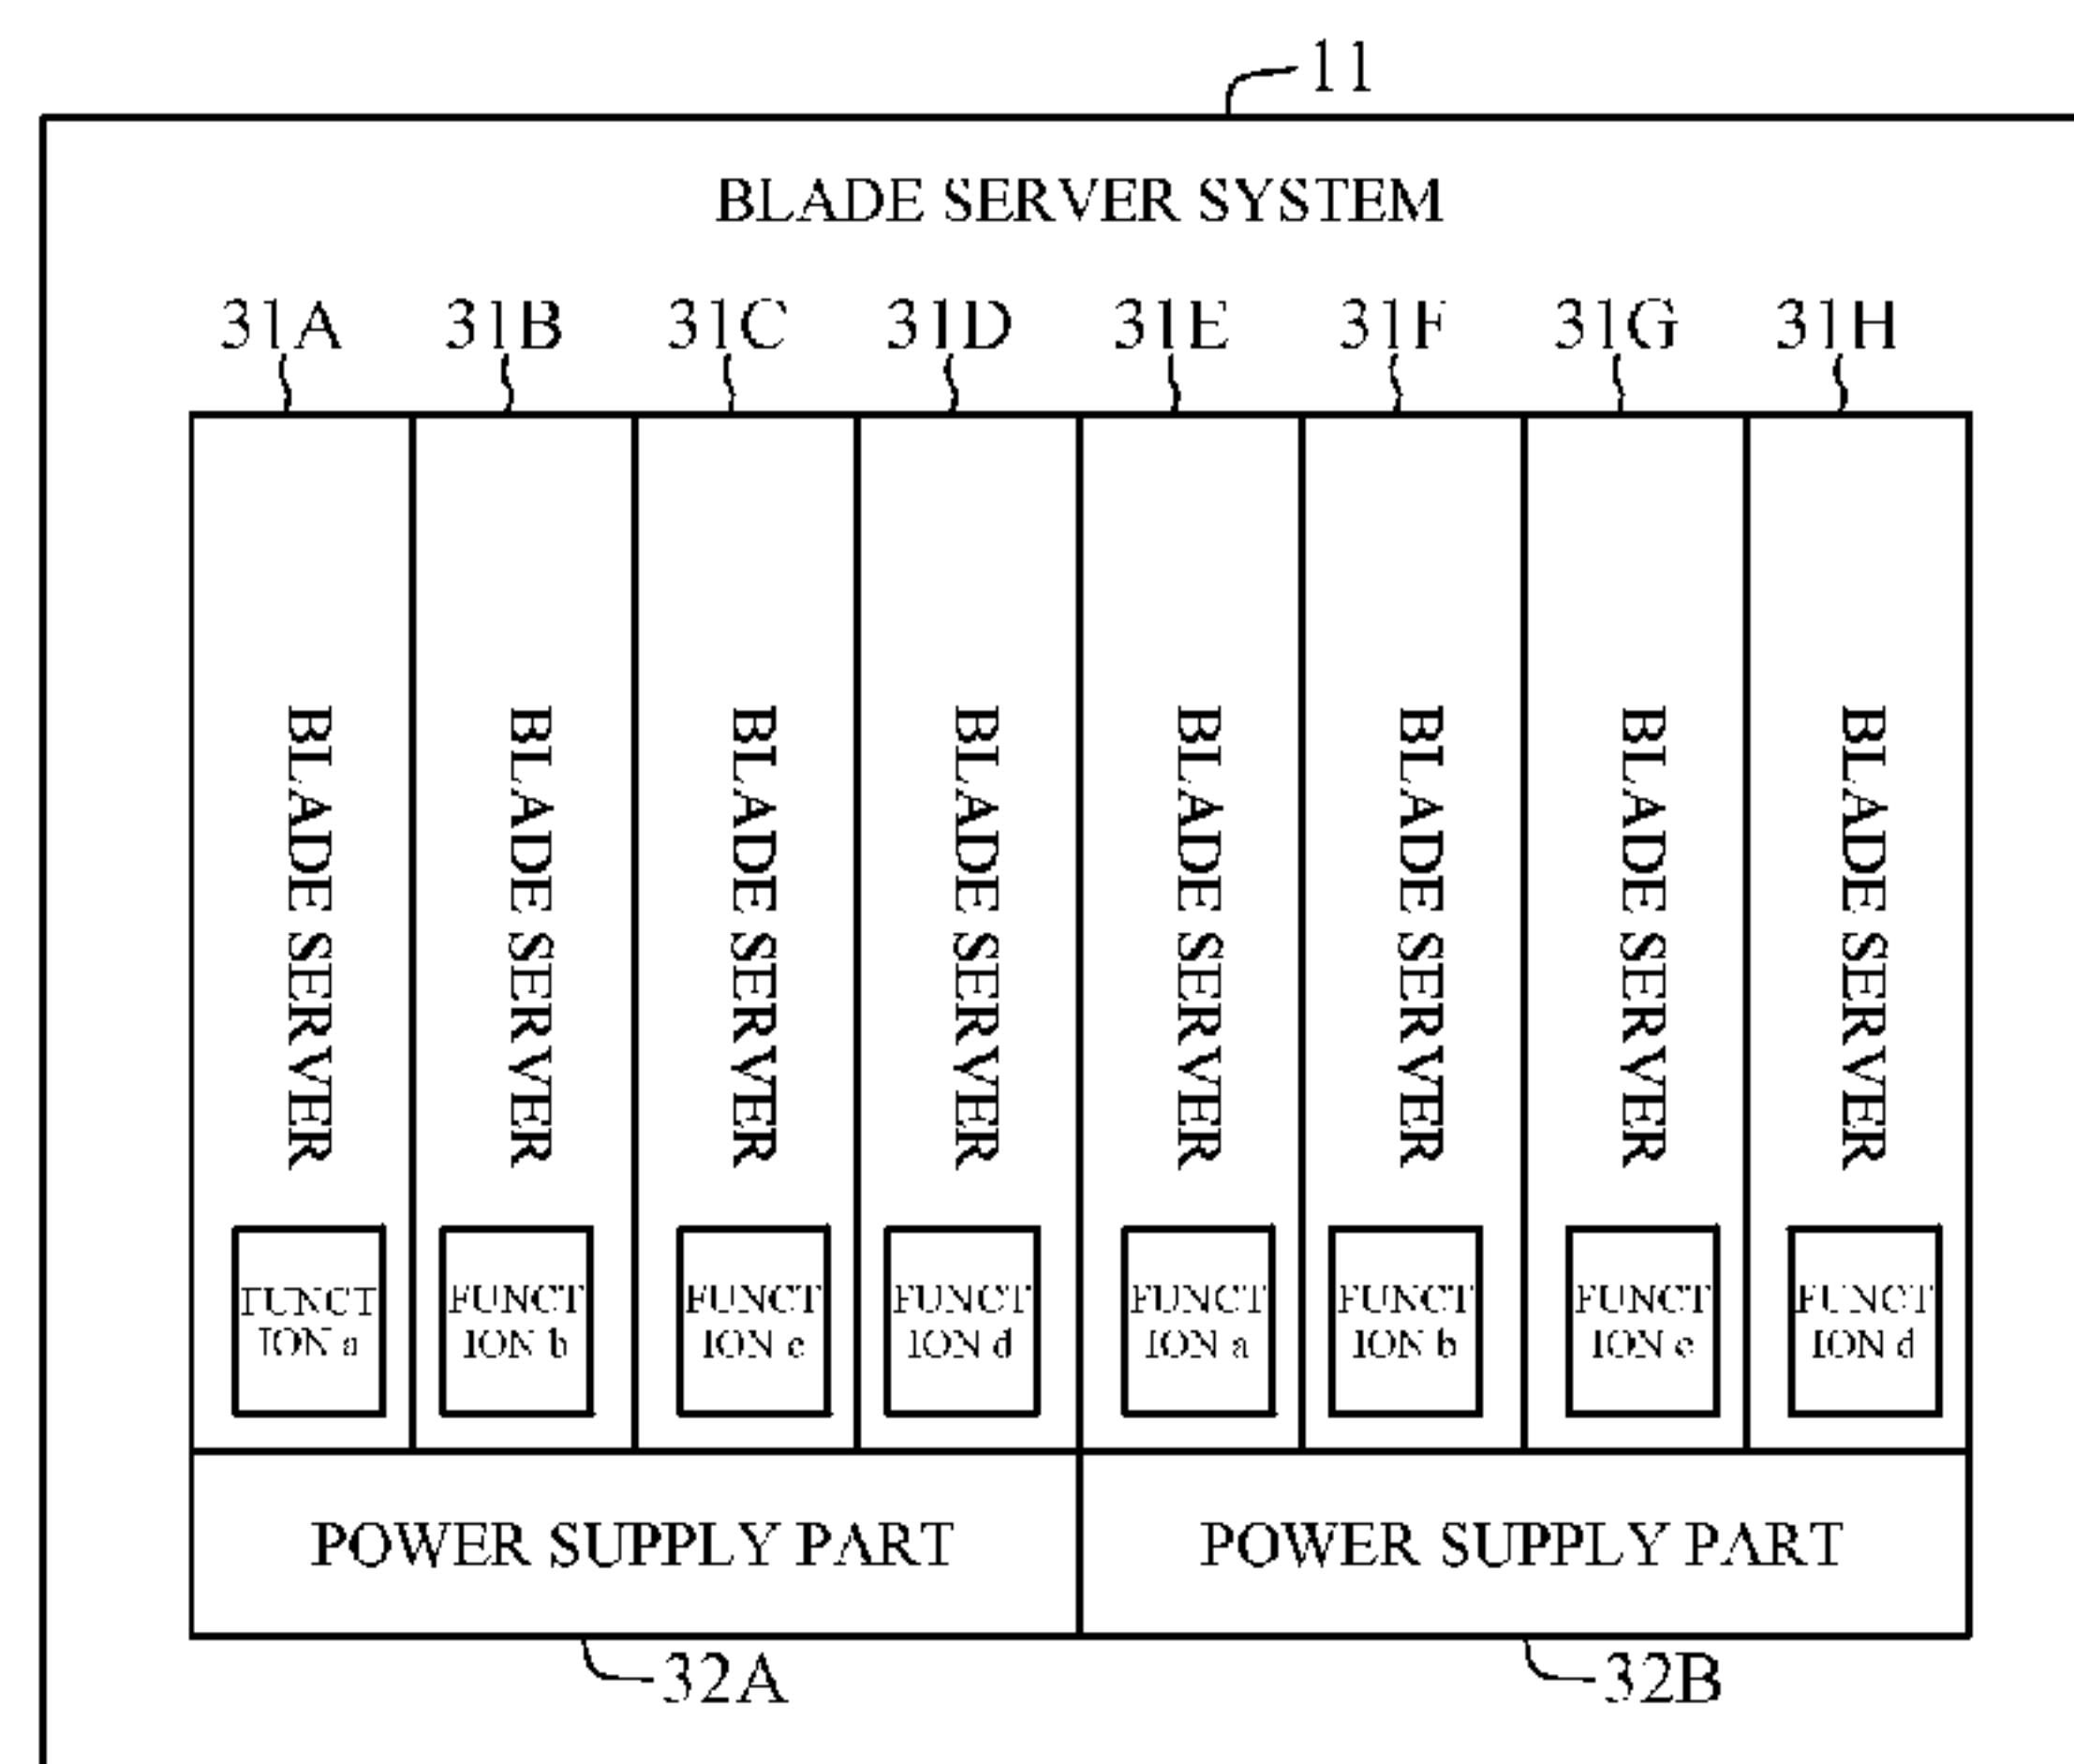 11
BLADE SERVER SYSTEM
31A 31B 31C 31D 31E 31F 31G 31H
BLADE SERVER BLADE SERVER BLADE SERVER BLADE SERVER BLADE SERVER BLADE SERVER BLADE SERVER BLADE SERVER
FUNCT FUNCT FUNCT FUNCT FUNCT FUNCT FUNCT FUNCT
ION a ION b ION c ION d ION a ION b ION c ION d
POWER SUPPLY PART POWER SUPPLY PART
32A 32B